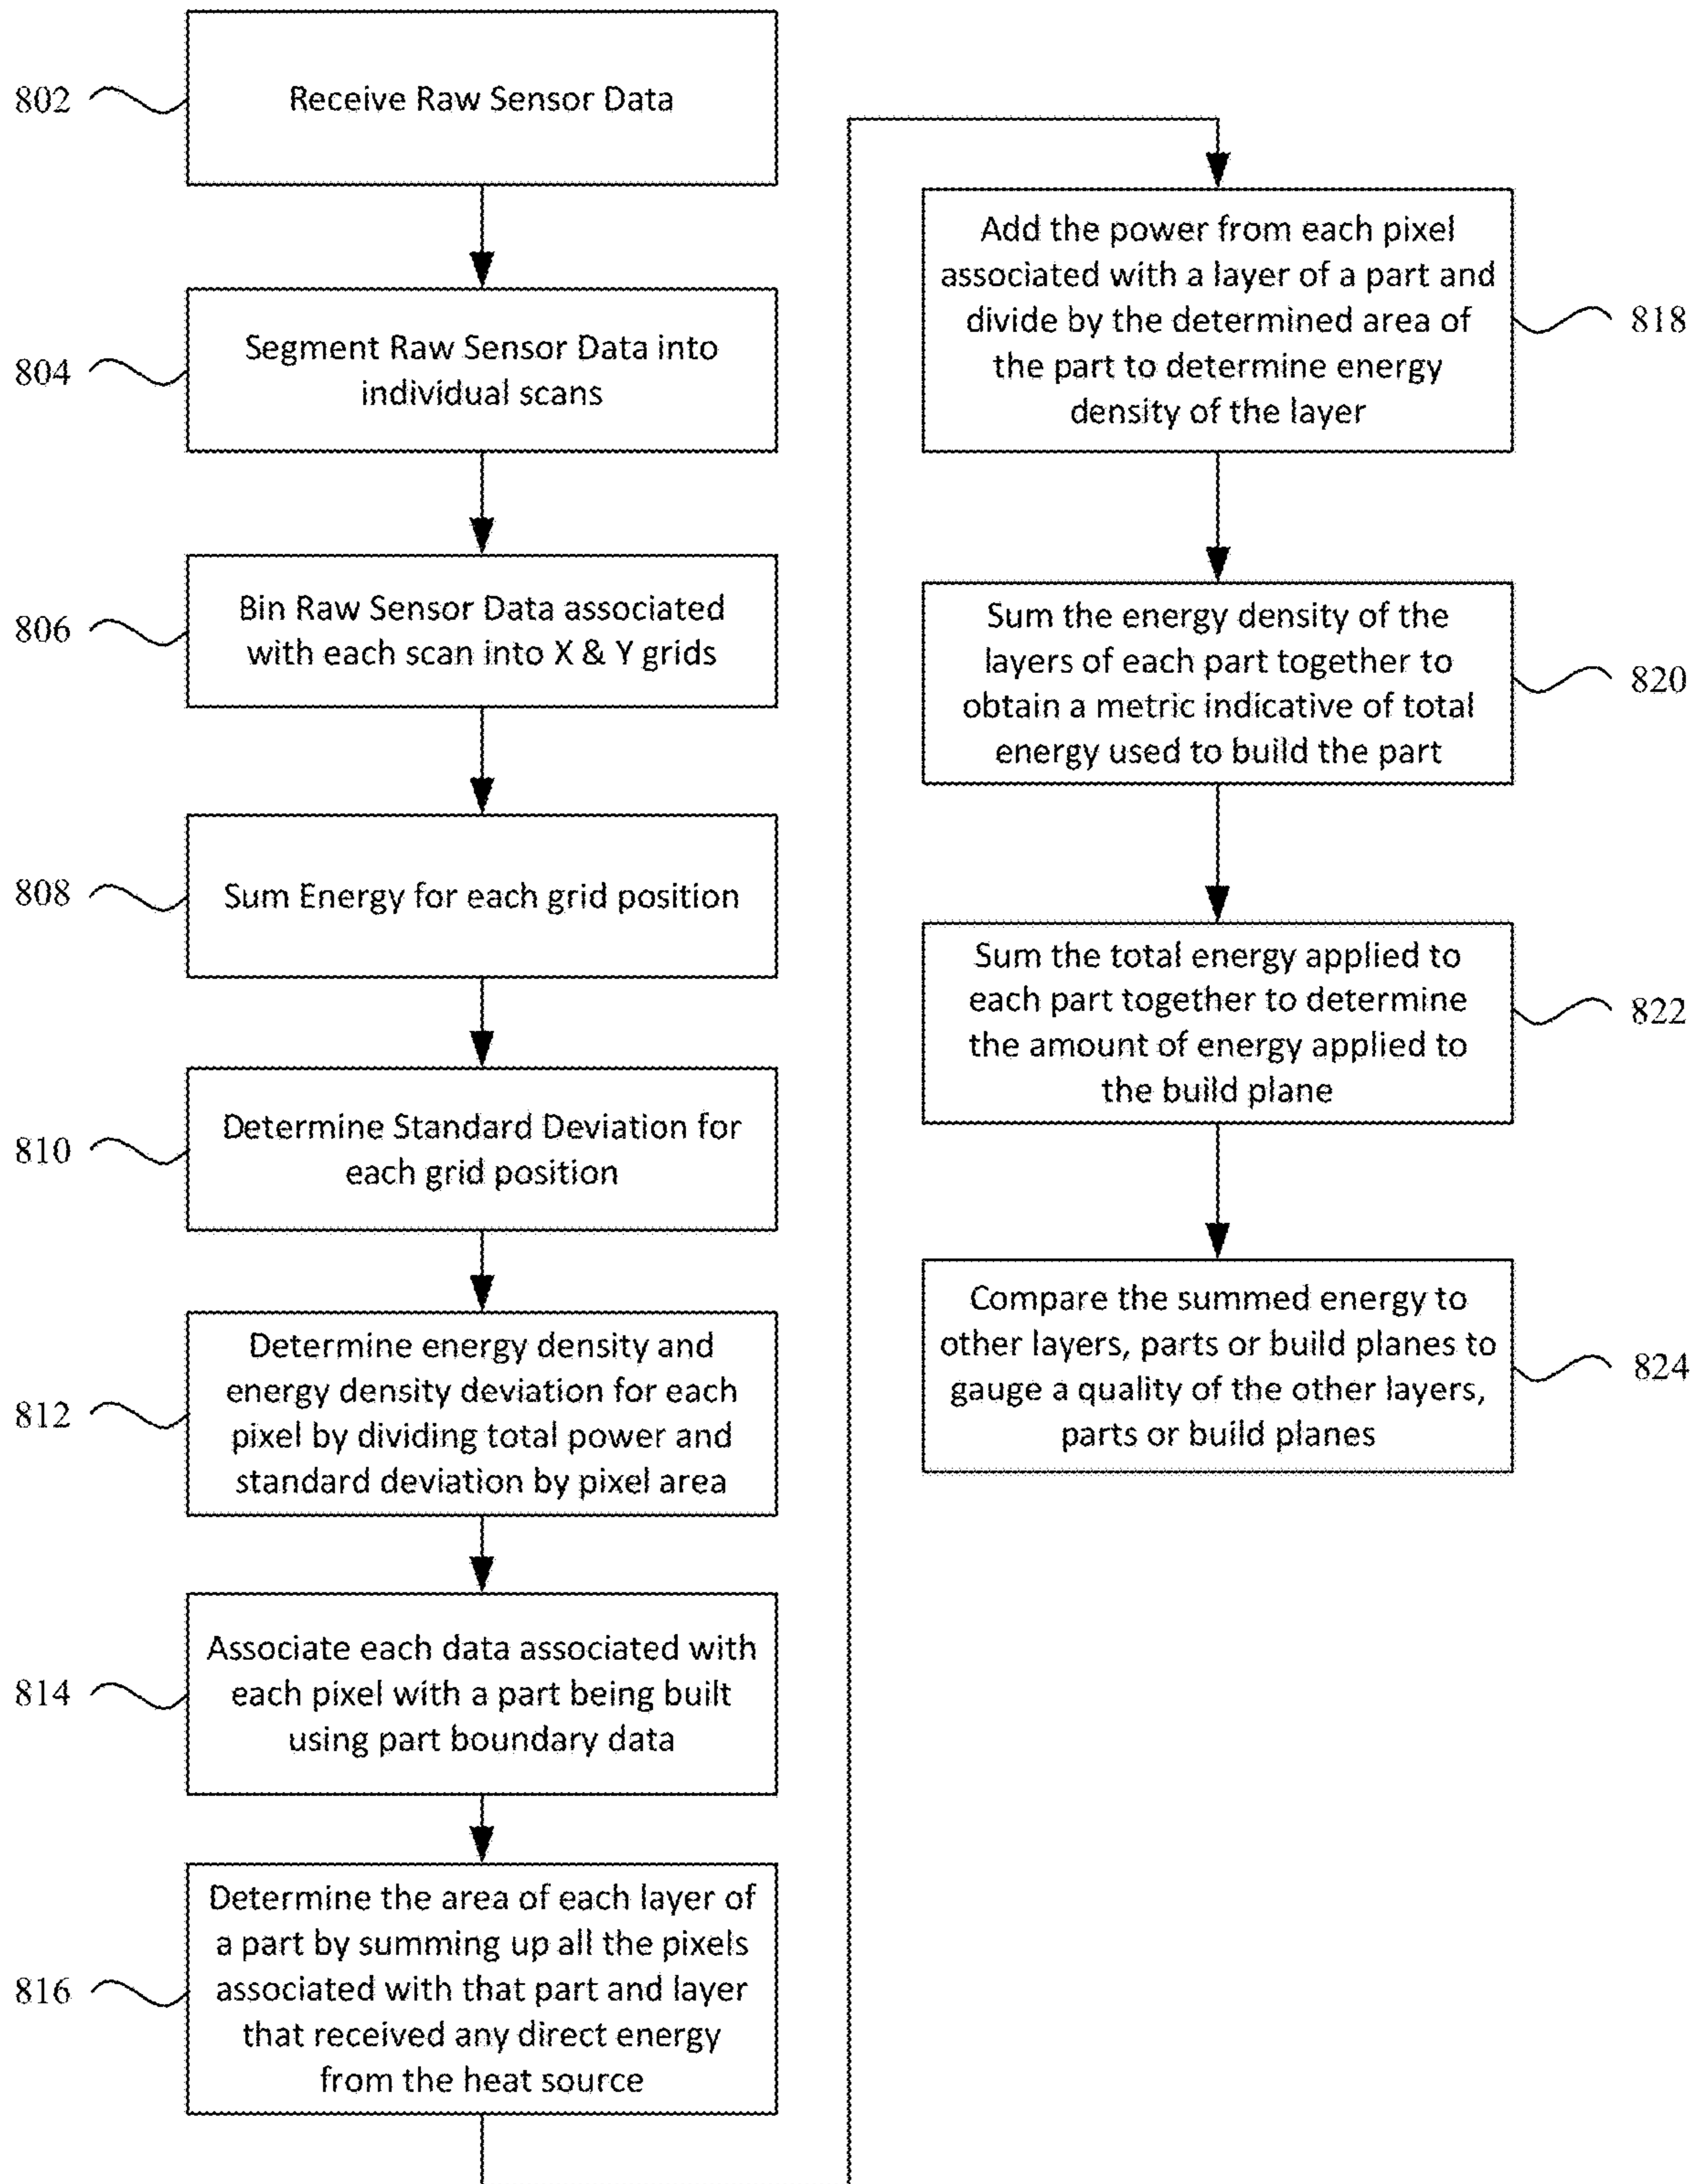 802
Receive Raw Sensor Data
804
Segment Raw Sensor Data into
individual scans
806
Bin Raw Sensor Data associated
with each scan into X & Y grids
808
Sum Energy for each grid position
810
Determine Standard Deviation for
each grid position
812
Determine energy density and
energy density deviation for each
pixel by dividing total power and
standard deviation by pixel area
814
Associate each data associated with
each pixel with a part being built
using part boundary data
816
Determine the area of each layer of
a part by summing up all the pixels
associated with that part and layer
that received any direct energy
from the heat source
Add the power from each pixel
associated with a layer of a part and
divide by the determined area of
the part to determine energy
density of the layer
818
Sum the energy density of the
layers of each part together to
obtain a metric indicative of total
energy used to build the part
820
Sum the total energy applied to
each part together to determine
the amount of energy applied to
the build plane
822
Compare the summed energy to
other layers, parts or build planes to
gauge a quality of the other layers,
parts or build planes
824